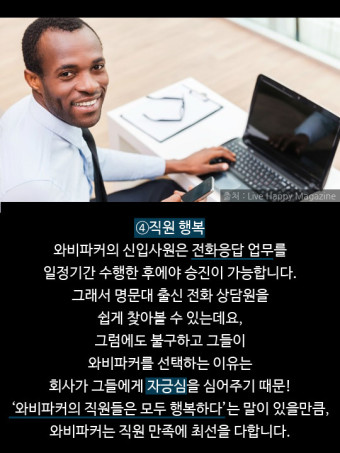 출처 : Live Happy Magazine
④직원 행복
와비파커의 신입사원은 전화응답 업무를
일정기간 수행한 후에야 승진이 가능합니다.
그래서 명문대 출신 전화 상담원을
쉽게 찾아볼 수 있는데요,
그럼에도 불구하고 그들이
와비파커를 선택하는 이유는
회사가 그들에게 자긍심을 심어주기 때문!
‘와비파커의 직원들은 모두 행복하다’는 말이 있을만큼,
와비파커는 직원 만족에 최선을 다합니다.